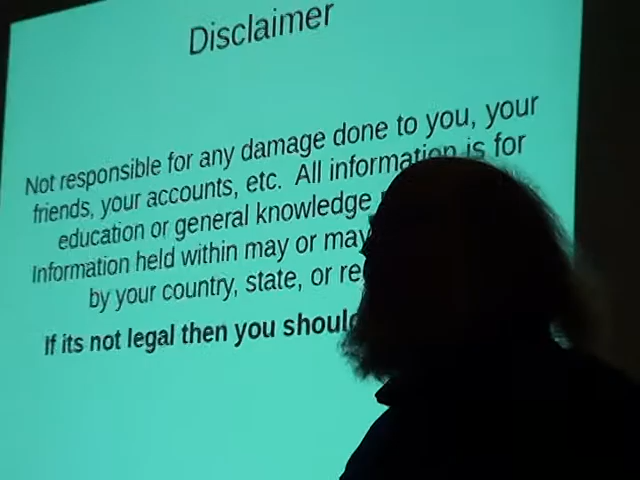 Disclaimer
Not responsible for any damage done to you, your
friends, your accounts, etc. All information is for
education or general knowledge
Information held within may or may
by your country, state, or
If its not legal then you